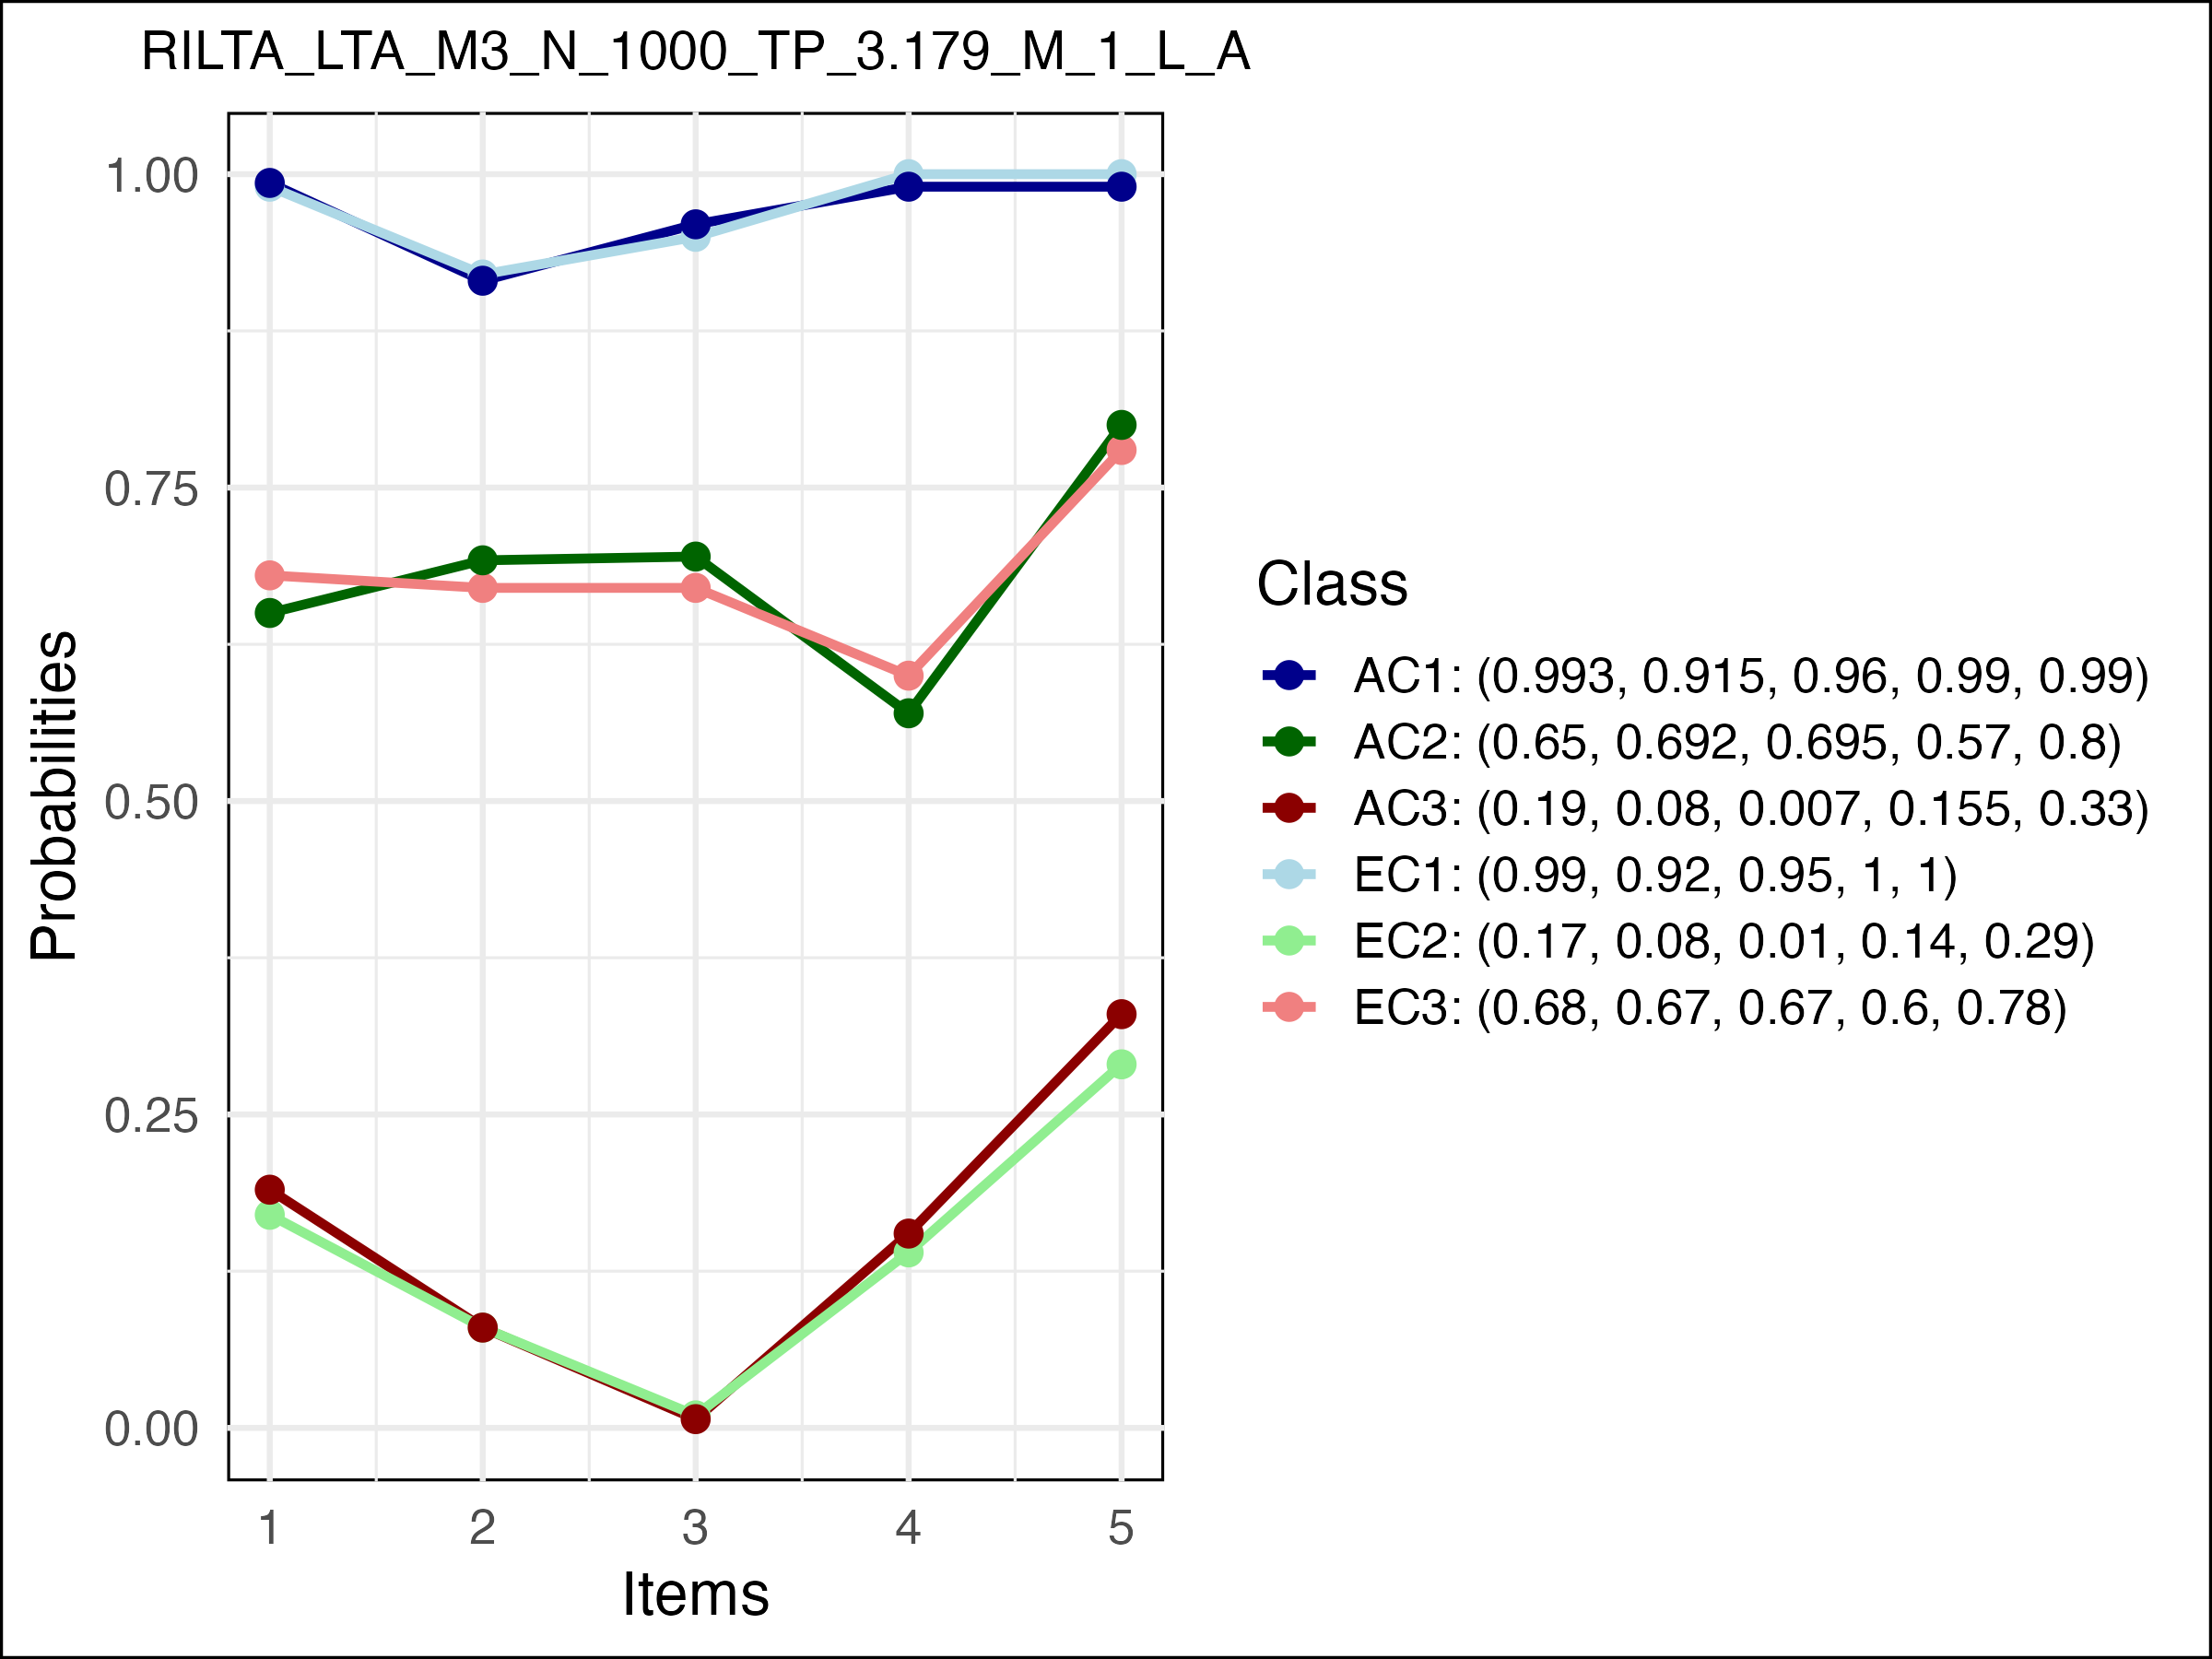 RILTA_LTA_M3_N_1000_TP_3.179_M_1_L_A
1.00
0.75
0.50
0.25
0.00
Probabilities
1 2 3 4 5
Items
Class
AC1: (0.993, 0.915, 0.96, 0.99, 0.99)
AC2: (0.65, 0.692, 0.695, 0.57, 0.8)
AC3: (0.19, 0.08, 0.007, 0.155, 0.33)
EC1: (0.99, 0.92, 0.95, 1, 1)
EC2: (0.17, 0.08, 0.01, 0.14, 0.29)
EC3: (0.68, 0.67, 0.67, 0.6, 0.78)